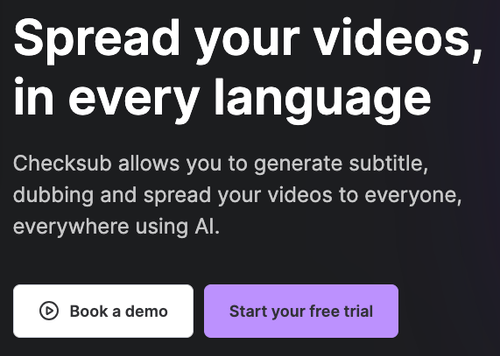 Spread your videos,
in every language
Checksub allows you to generate subtitle,
dubbing and spread your videos to everyone,
everywhere using AI.
Book a demo
Start your free trial